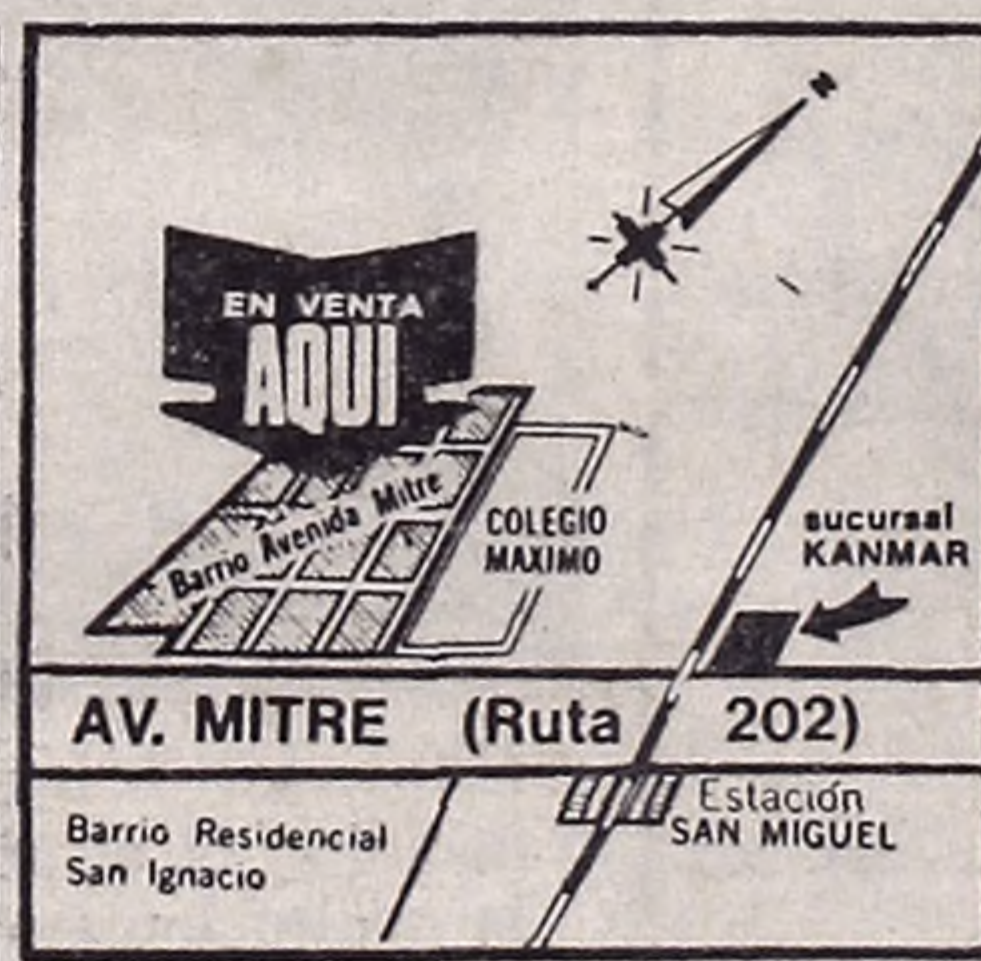 N
EN VENTA
AQUI
Barrio Avenida Mitre
COLEGIO
MAXIMO
sucursal
KANMAR
AV. MITRE (Ruta 202)
Estación
SAN MIGUEL
Barrio Residencial
San Ignacio